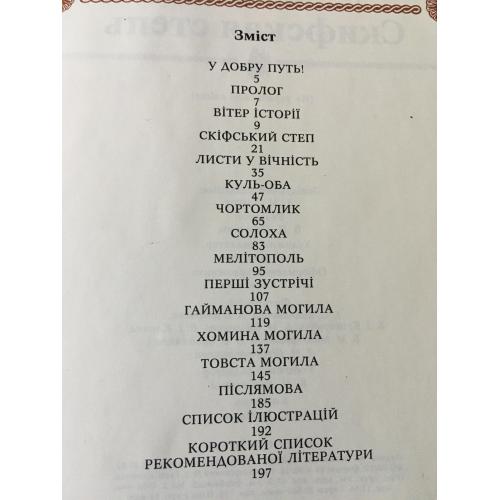 Зміст
У ДОБРУ ПУТЬ!
5
ПРОЛОГ
7
ВІТЕР ІСТОРІЇ
9
СКІФСЬКИЙ СТЕП
21
ЛИСТИ У ВІЧНІСТЬ
35
КУЛЬ-ОБА
47
ЧОРТОМЛИК
65
СОЛОХА
83
МЕЛІТОПОЛЬ
95
ПЕРШІ ЗУСТРІЧІ
107
ГАЙМАНОВА МОГИЛА
119
ХОМИНА МОГИЛА
137
ТОВСТА МОГИЛА
145
ПІСЛЯМОВА
185
СПИСОК ІЛЮСТРАЦІЙ
192
КОРОТКИЙ СПИСОК
РЕКОМЕНДОВАНОЇ ЛІТЕРАТУРИ
197